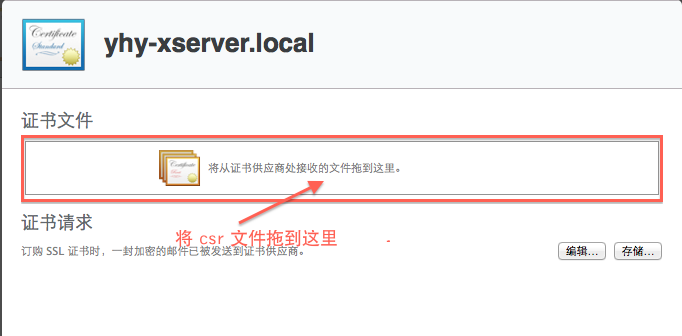 yhy-xserver.local
证书文件
将从证书供应商处接收的文件拖到这里。
证书请求
将 csr 文件拖到这里
订购 SSL 证书时，一封加密的邮件已被发送到证书供应商。
编辑...
存储...